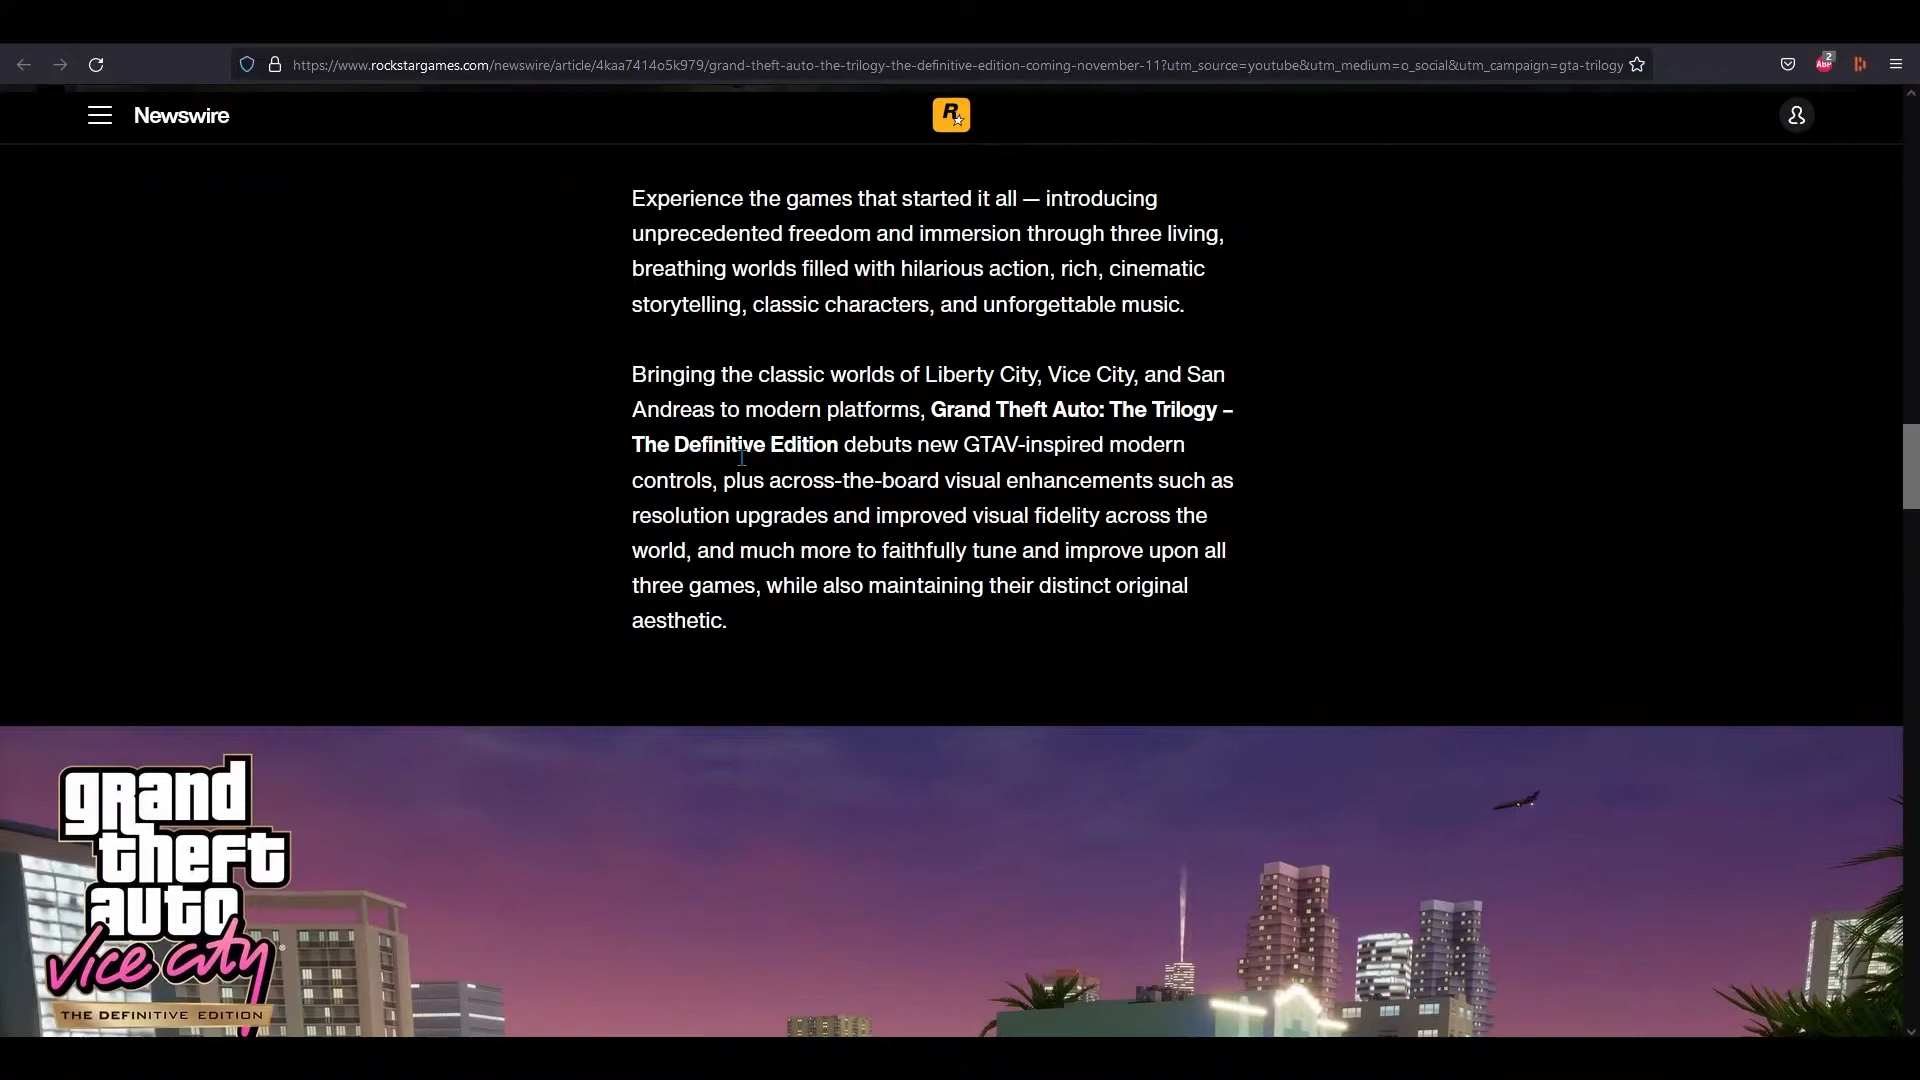 https://www.rockstargames.com/newswire/article/4kaa7414o5k979/grand-theft-auto-the-trilogy-the-definitive-edition-coming-november-11?utm_source=youtube&utm_medium=o_social&utm_campaign=gta-trilogy
2
ABP
Newswire
R
Experience the games that started it all — introducing
unprecedented freedom and immersion through three living,
breathing worlds filled with hilarious action, rich, cinematic
storytelling, classic characters, and unforgettable music.
Bringing the classic worlds of Liberty City, Vice City, and San
Andreas to modern platforms, Grand Theft Auto: The Trilogy –
The Definitive Edition debuts new GTAV-inspired modern
controls, plus across-the-board visual enhancements such as
resolution upgrades and improved visual fidelity across the
world, and much more to faithfully tune and improve upon all
three games, while also maintaining their distinct original
aesthetic.
grand
theft
auto
Vice City
THE DEFINITIVE EDITION